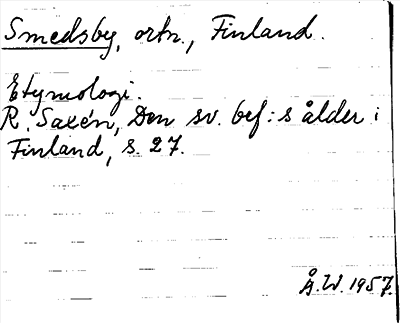 Smedsby, ortn., Finland.
Etymologi.
R. Saxén, Den sv. bef:s ålder i
Finland, s. 27.
Å.W. 1957.